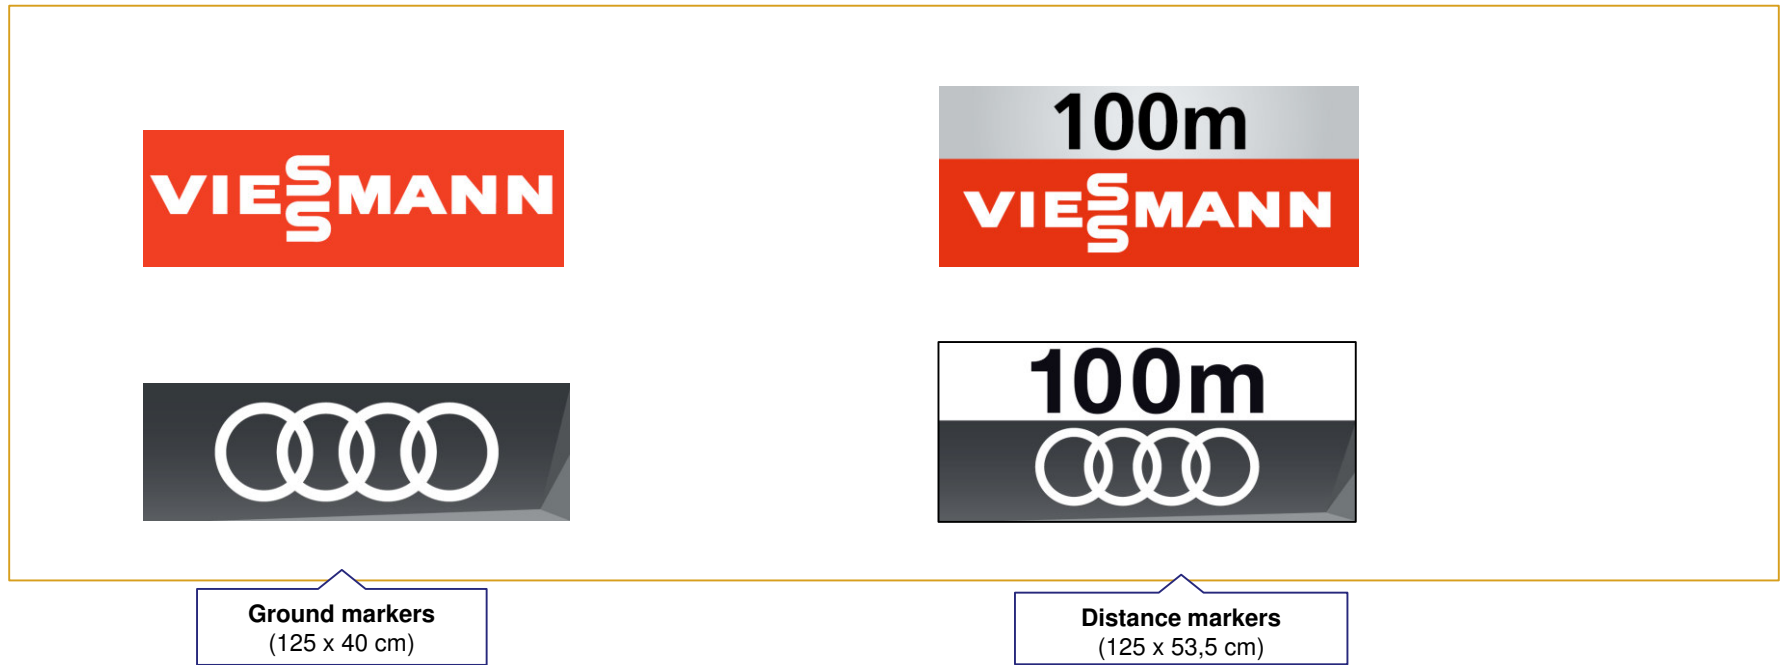 VIESSMANN
100m
VIESSMANN
100m
Ground markers
(125 x 40 cm)
Distance markers
(125 x 53,5 cm)